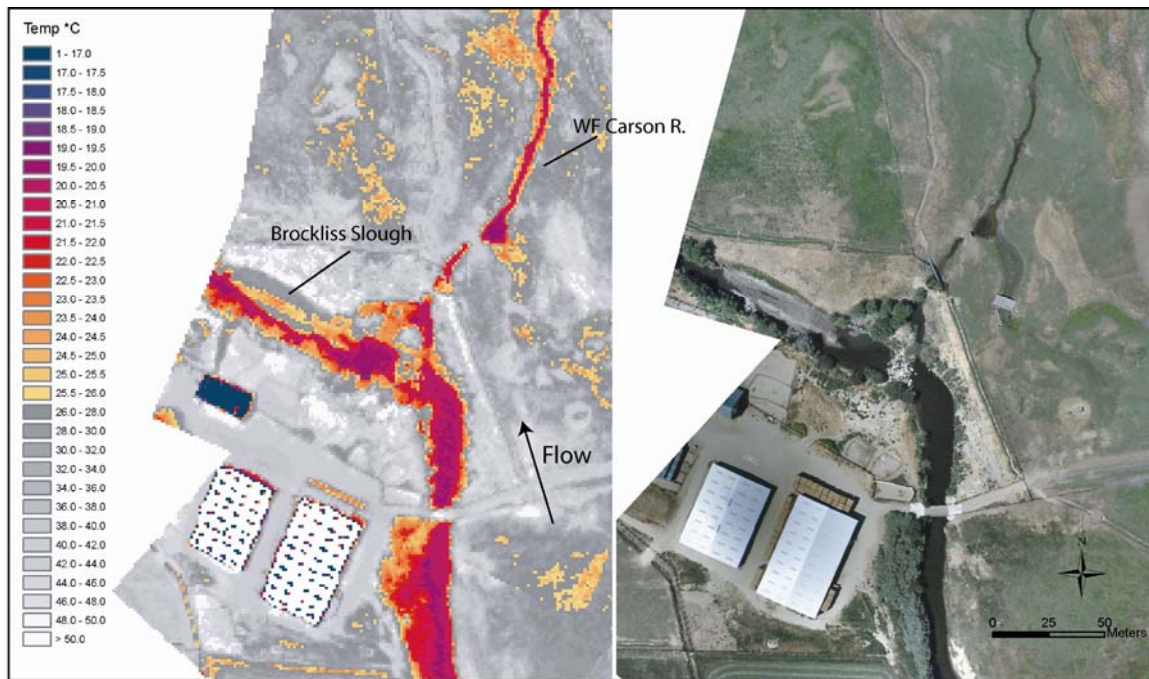 Temp *C
1 - 17.0
17.0 - 17.5
17.5 - 18.0
18.0 - 18.5
18.5 - 19.0
19.0 - 19.5
19.5 - 20.0
20.0 - 20.5
20.5 - 21.0
21.0 - 21.5
21.5 - 22.0
22.0 - 22.5
22.5 - 23.0
23.0 - 23.5
23.5 - 24.0
24.0 - 24.5
24.5 - 25.0
25.0 - 25.5
25.5 - 26.0
26.0 - 28.0
28.0 - 30.0
30.0 - 32.0
32.0 - 34.0
34.0 - 36.0
36.0 - 38.0
38.0 - 40.0
40.0 - 42.0
42.0 - 44.0
44.0 - 46.0
46.0 - 48.0
48.0 - 50.0
> 50.0
WF Carson R.
Brockliss Slough
Flow
N
0 25 50
Meters